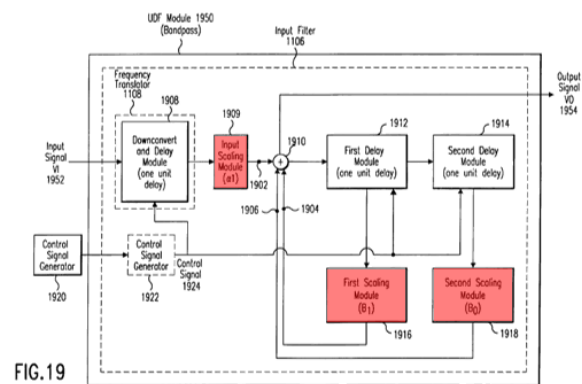 UDF Module 1950
(Bandpass)
Input Filter
1106
Frequency
Translator
1108
1908
Downconvert
and Delay
Module
(one unit
delay)
1909
Input
Scaling
Module
(a1)
1902
1910
+
1912
First Delay
Module
(one unit delay)
1914
Second Delay
Module
(one unit delay)
Output
Signal
VO
1954
Input
Signal
VI
1952
1906
1904
Control
Signal
Generator
1920
Control
Signal
Generator
1922
Control
Signal
1924
First Scaling
Module
(B1)
1916
Second Scaling
Module
(B0)
1918
FIG.19